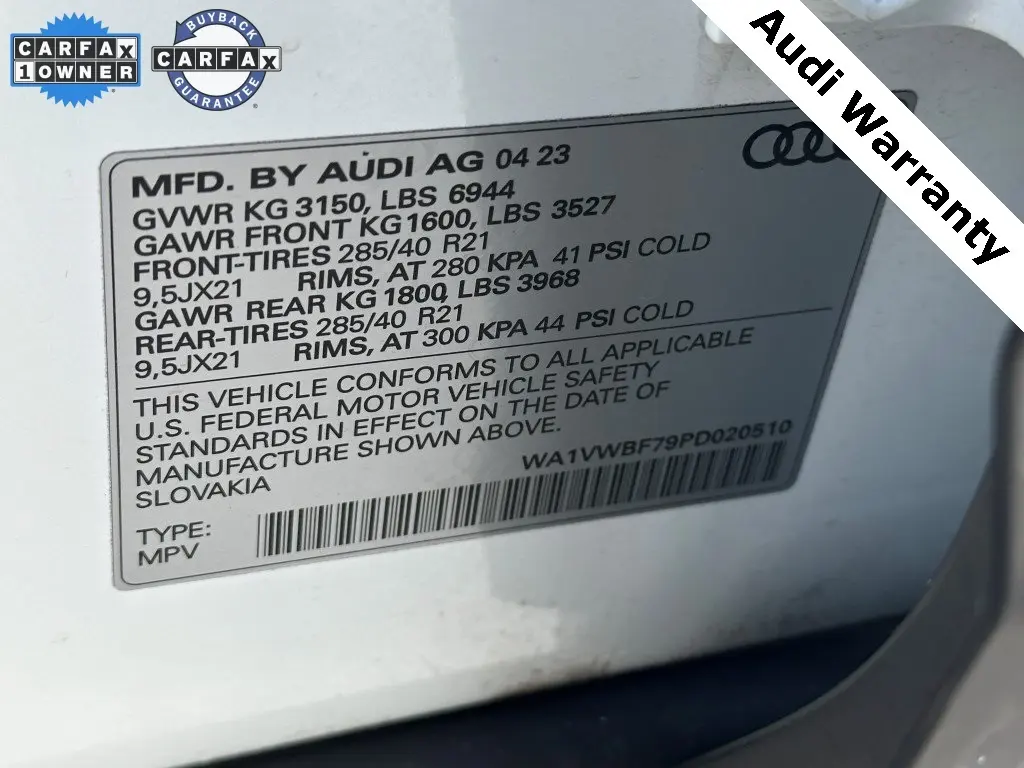 CARFAX
1 OWNER
BUYBACK
CARFAX
GUARANTEE
Audi Warranty
MFD. BY AUDI AG 04 23
GVWR KG 3150, LBS 6944
GAWR FRONT KG 1600, LBS 3527
FRONT-TIRES 285/40 R21
9,5JX21 RIMS, AT 280 KPA 41 PSI COLD
GAWR REAR KG 1800, LBS 3968
REAR-TIRES 285/40 R21
9,5JX21 RIMS, AT 300 KPA 44 PSI COLD
THIS VEHICLE CONFORMS TO ALL APPLICABLE
U.S. FEDERAL MOTOR VEHICLE SAFETY
STANDARDS IN EFFECT ON THE DATE OF
MANUFACTURE SHOWN ABOVE.
SLOVAKIA
WA1VWBF79PD020510
TYPE:
MPV